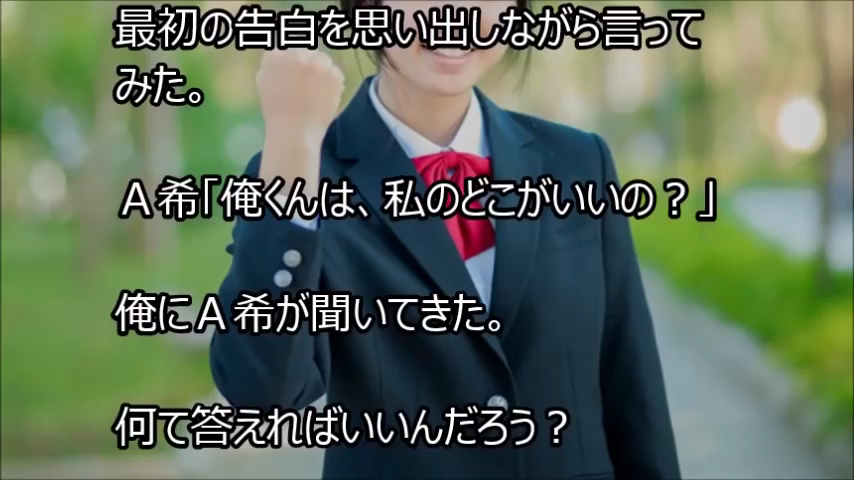 最初の告白を思い出しながら言って
みた。
Ａ希「俺くんは、私のどこがいいの？」
俺にＡ希が聞いてきた。
何て答えればいいんだろう？